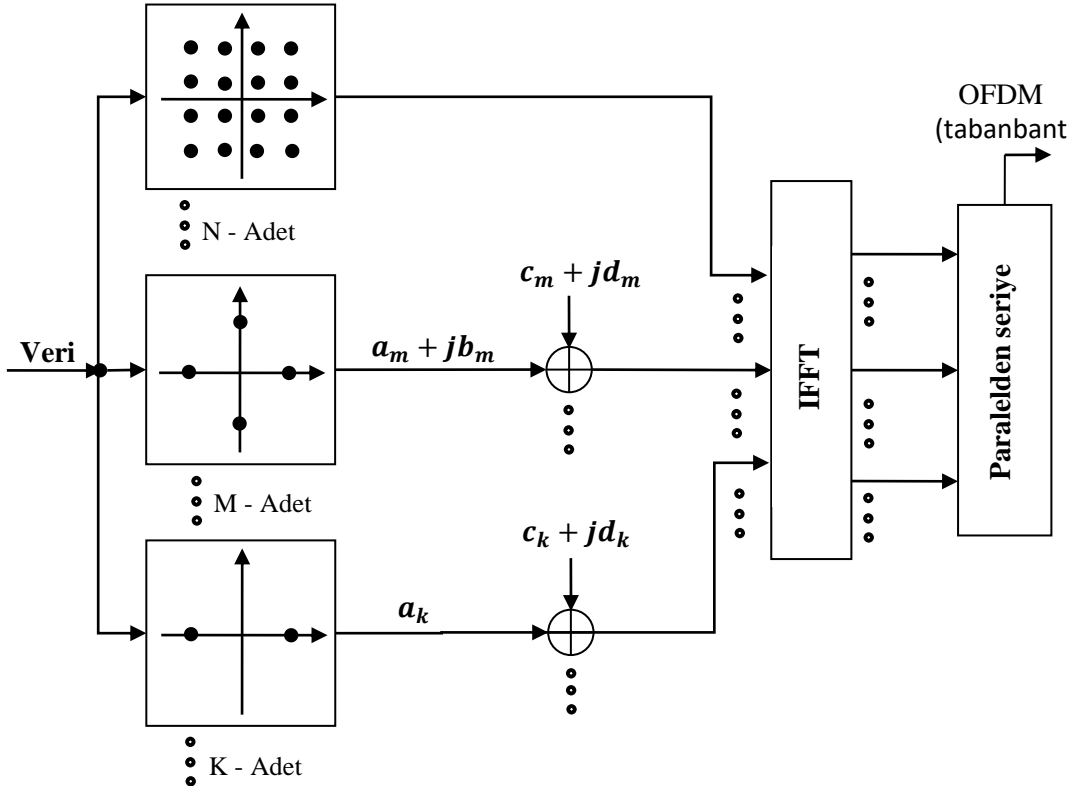 OFDM
(tabanbant
N - Adet
c_m + jd_m
Veri
a_m + jb_m
IFFT
Paralelden seriye
M - Adet
c_k + jd_k
a_k
K - Adet